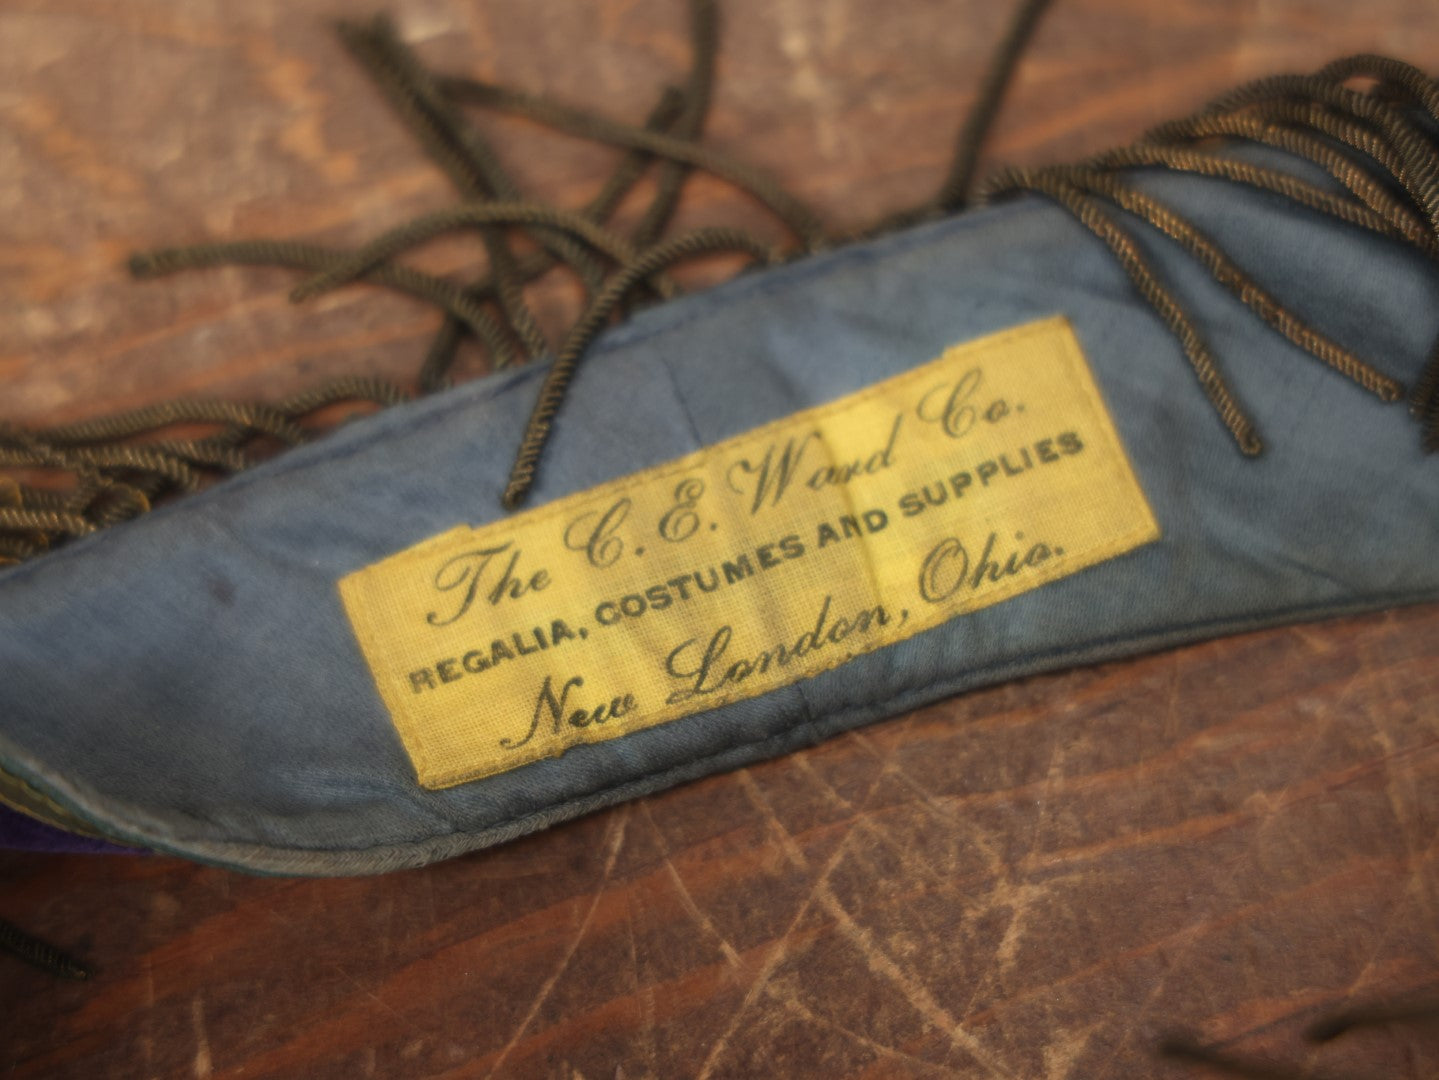 The C. E. Ward Co.
REGALIA, COSTUMES AND SUPPLIES
New London, Ohio.